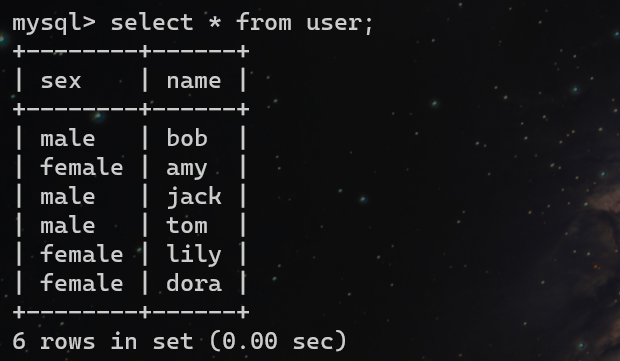 mysql> select * from user;
+--------+------+
| sex    | name |
+--------+------+
| male   | bob  |
| female | amy  |
| male   | jack |
| male   | tom  |
| female | lily |
| female | dora |
+--------+------+
6 rows in set (0.00 sec)